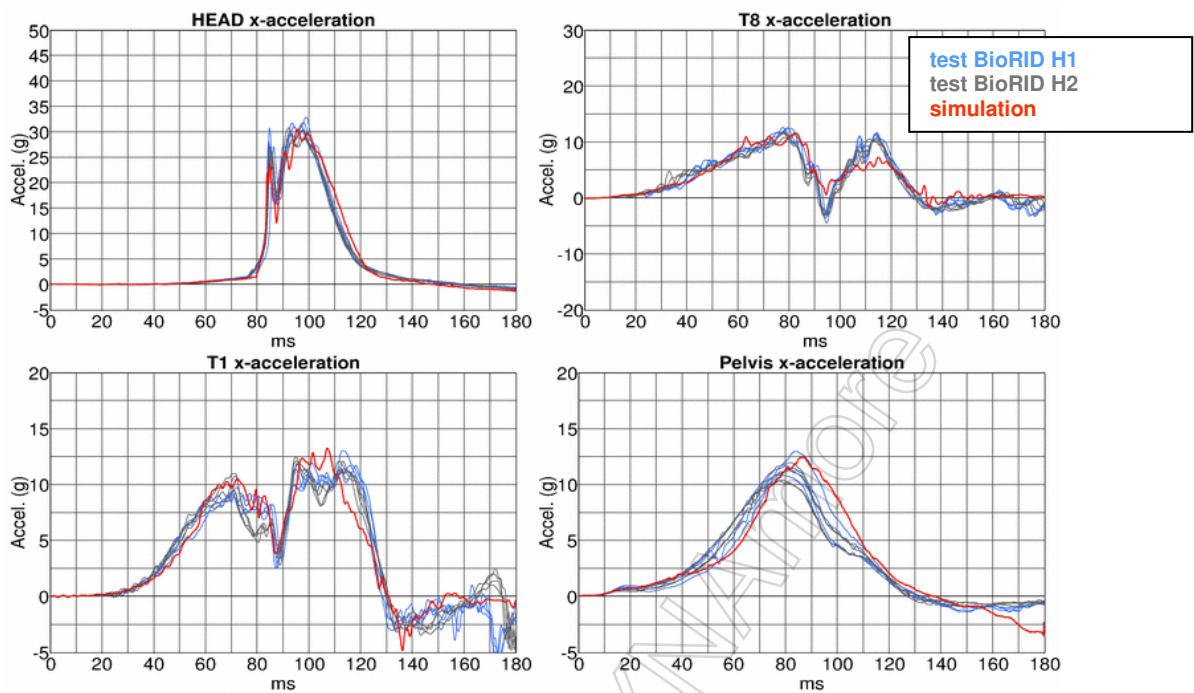 HEAD x-acceleration
50
45
40
35
30
25
20
15
10
5
0
-5
Accel. (g)
0 20 40 60 80 100 120 140 160 180
ms
T8 x-acceleration
30
20
10
0
-10
-20
Accel. (g)
0 20 40 60 80 100 120 140 160 180
ms
test BioRID H1
test BioRID H2
simulation
T1 x-acceleration
20
15
10
5
0
-5
Accel. (g)
0 20 40 60 80 100 120 140 160 180
ms
Pelvis x-acceleration
20
15
10
5
0
-5
Accel. (g)
0 20 40 60 80 100 120 140 160 180
ms
YNAmore